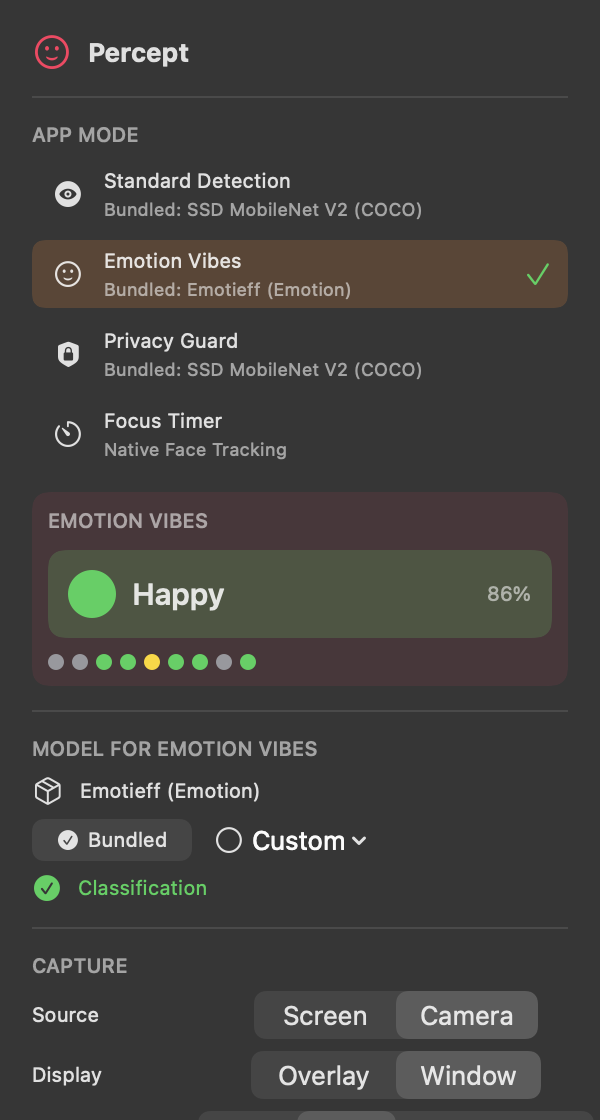 Percept
APP MODE
Standard Detection
Bundled: SSD MobileNet V2 (COCO)
Emotion Vibes
Bundled: Emotieff (Emotion)
Privacy Guard
Bundled: SSD MobileNet V2 (COCO)
Focus Timer
Native Face Tracking
EMOTION VIBES
Happy 86%
MODEL FOR EMOTION VIBES
Emotieff (Emotion)
Bundled Custom
Classification
CAPTURE
Source Screen Camera
Display Overlay Window